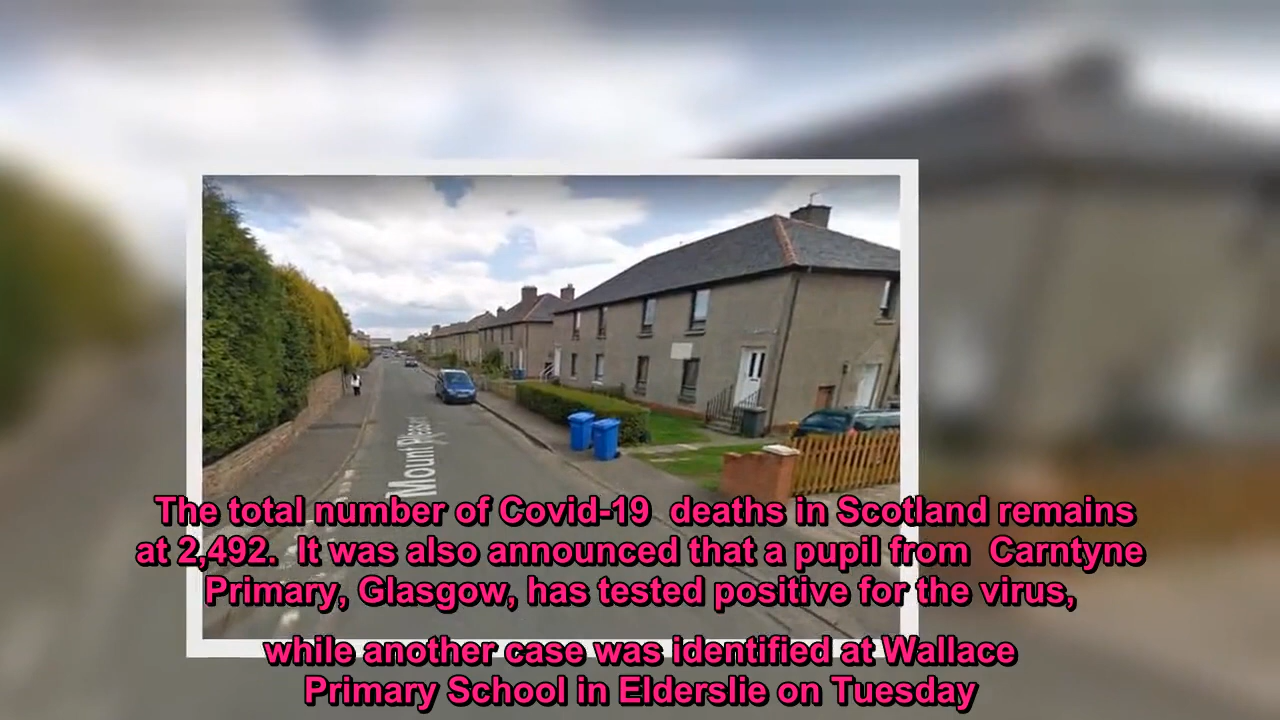 Mount Pleasant
The total number of Covid-19 deaths in Scotland remains
at 2,492. It was also announced that a pupil from Carntyne
Primary, Glasgow, has tested positive for the virus,
while another case was identified at Wallace
Primary School in Elderslie on Tuesday